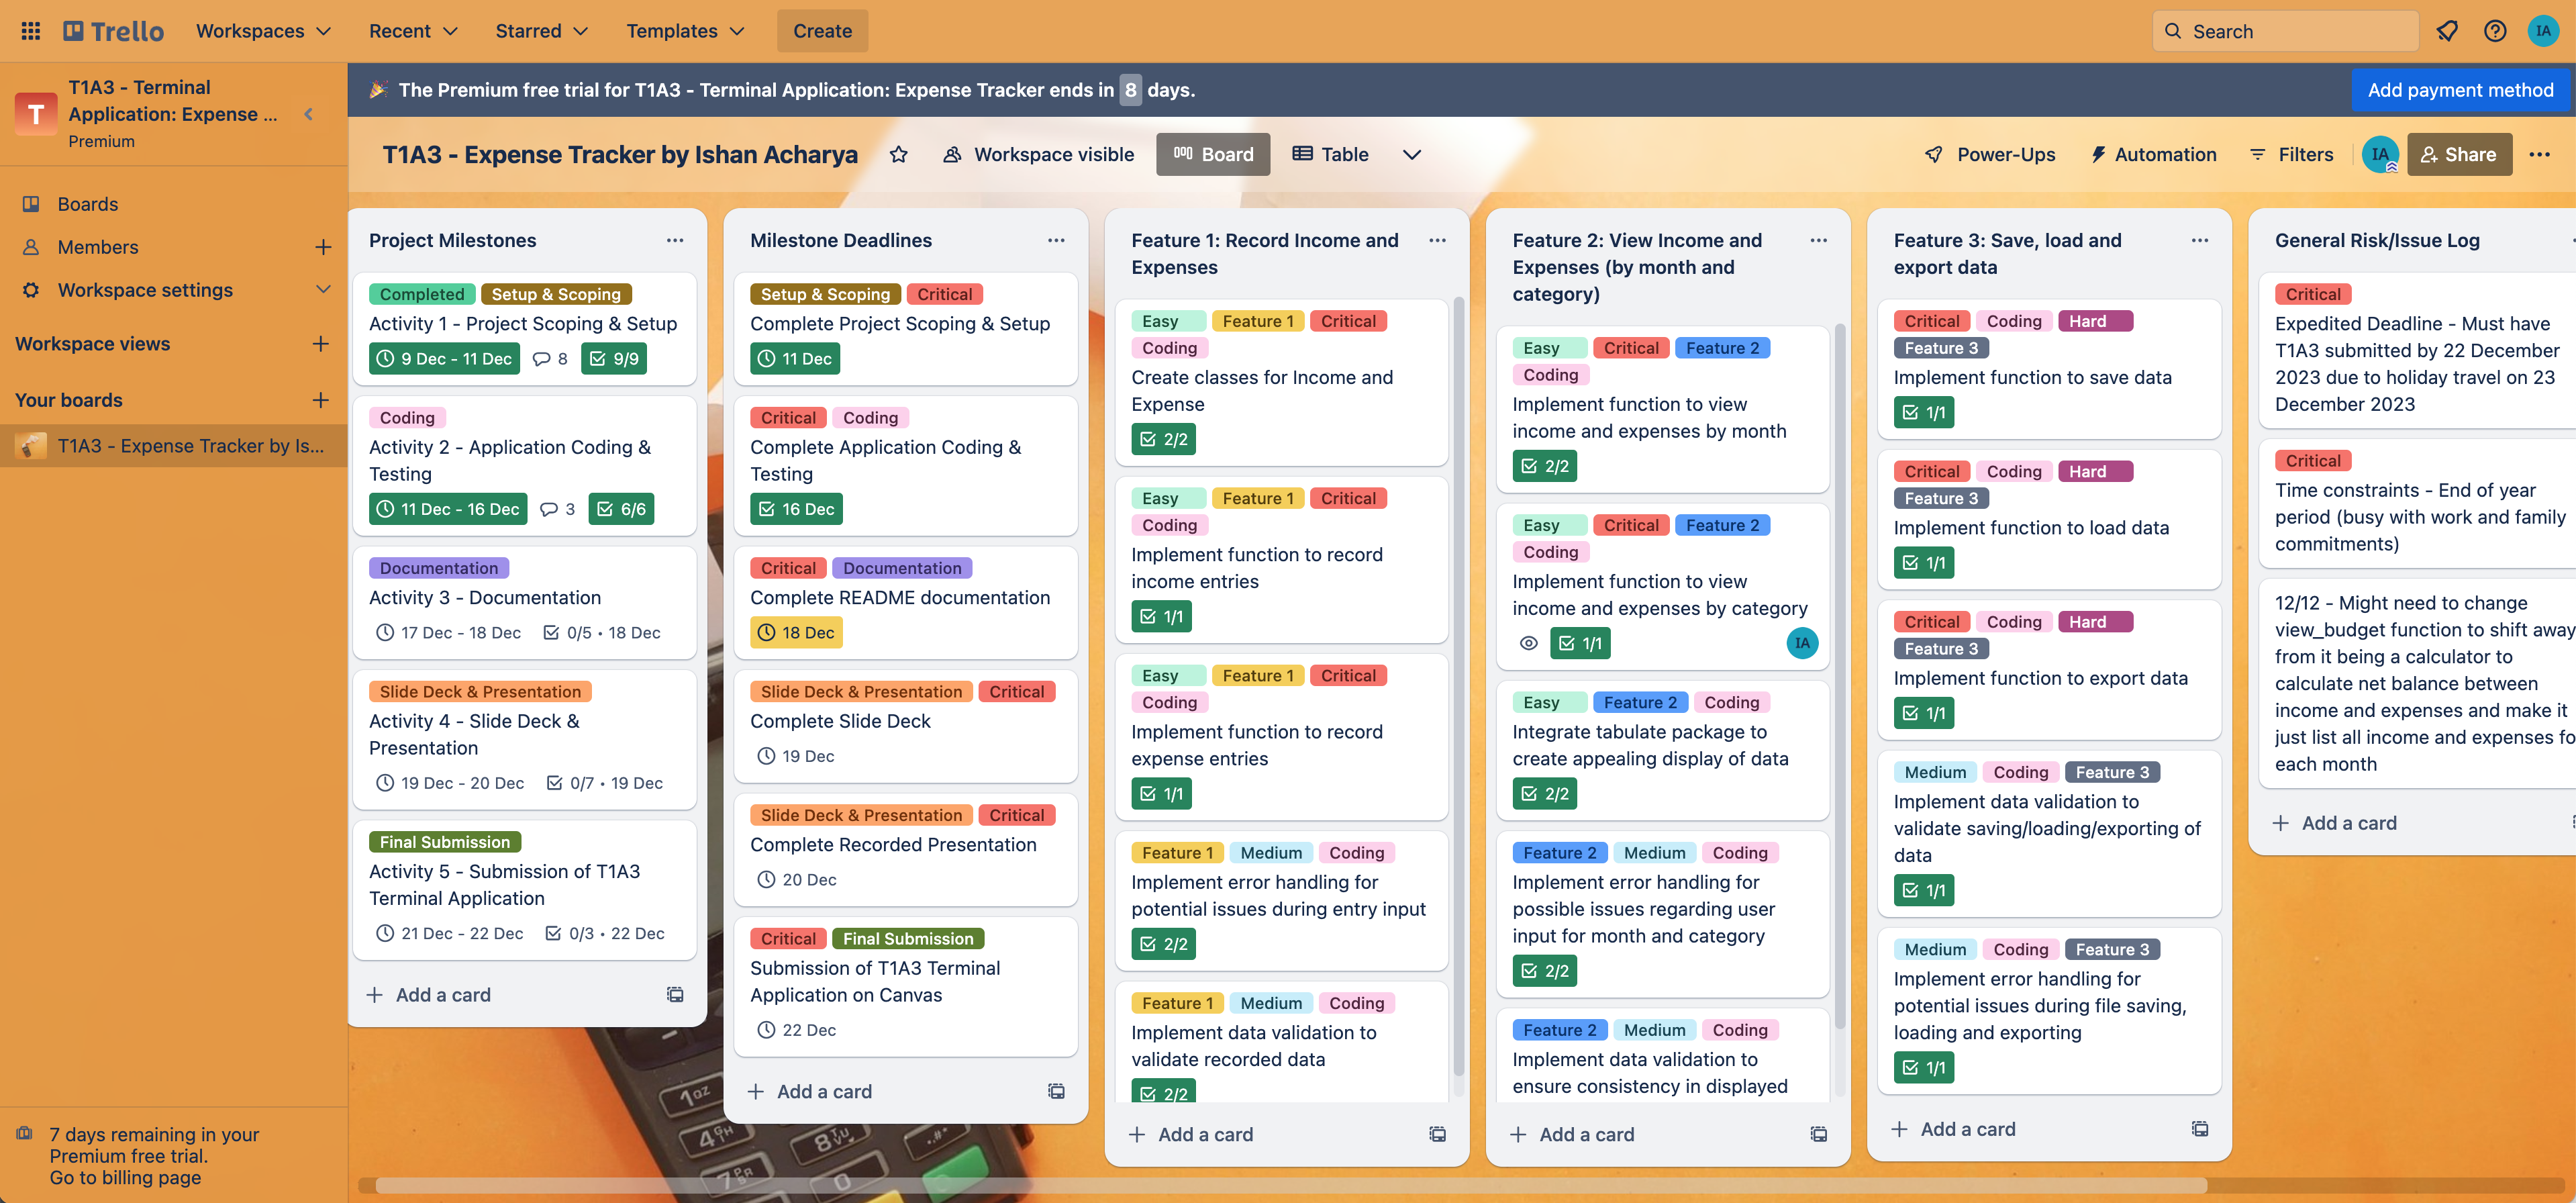 Trello
Workspaces
Recent
Starred
Templates
Create
Search
IA
T
T1A3 - Terminal
Application: Expense ...
Premium
Boards
Members
Workspace settings
Workspace views
Your boards
T1A3 - Expense Tracker by Is...
7 days remaining in your
Premium free trial.
Go to billing page
The Premium free trial for T1A3 - Terminal Application: Expense Tracker ends in 8 days.
Add payment method
T1A3 - Expense Tracker by Ishan Acharya
Workspace visible
Board
Table
Power-Ups
Automation
Filters
IA
Share
Project Milestones
Completed Setup & Scoping
Activity 1 - Project Scoping & Setup
9 Dec - 11 Dec 8 9/9
Coding
Activity 2 - Application Coding &
Testing
11 Dec - 16 Dec 3 6/6
Documentation
Activity 3 - Documentation
17 Dec - 18 Dec 0/5 • 18 Dec
Slide Deck & Presentation
Activity 4 - Slide Deck &
Presentation
19 Dec - 20 Dec 0/7 • 19 Dec
Final Submission
Activity 5 - Submission of T1A3
Terminal Application
21 Dec - 22 Dec 0/3 • 22 Dec
+ Add a card
Milestone Deadlines
Setup & Scoping Critical
Complete Project Scoping & Setup
11 Dec
Critical Coding
Complete Application Coding &
Testing
16 Dec
Critical Documentation
Complete README documentation
18 Dec
Slide Deck & Presentation Critical
Complete Slide Deck
19 Dec
Slide Deck & Presentation Critical
Complete Recorded Presentation
20 Dec
Critical Final Submission
Submission of T1A3 Terminal
Application on Canvas
22 Dec
+ Add a card
Feature 1: Record Income and
Expenses
Easy Feature 1 Critical
Coding
Create classes for Income and
Expense
2/2
Easy Feature 1 Critical
Coding
Implement function to record
income entries
1/1
Easy Feature 1 Critical
Coding
Implement function to record
expense entries
1/1
Feature 1 Medium Coding
Implement error handling for
potential issues during entry input
2/2
Feature 1 Medium Coding
Implement data validation to
validate recorded data
2/2
+ Add a card
Feature 2: View Income and
Expenses (by month and
category)
Easy Critical Feature 2
Coding
Implement function to view
income and expenses by month
2/2
Easy Critical Feature 2
Coding
Implement function to view
income and expenses by category
1/1 IA
Easy Feature 2 Coding
Integrate tabulate package to
create appealing display of data
2/2
Feature 2 Medium Coding
Implement error handling for
possible issues regarding user
input for month and category
2/2
Feature 2 Medium Coding
Implement data validation to
ensure consistency in displayed
+ Add a card
Feature 3: Save, load and
export data
Critical Coding Hard
Feature 3
Implement function to save data
1/1
Critical Coding Hard
Feature 3
Implement function to load data
1/1
Critical Coding Hard
Feature 3
Implement function to export data
1/1
Medium Coding Feature 3
Implement data validation to
validate saving/loading/exporting of
data
1/1
Medium Coding Feature 3
Implement error handling for
potential issues during file saving,
loading and exporting
1/1
+ Add a card
General Risk/Issue Log
Critical
Expedited Deadline - Must have
T1A3 submitted by 22 December
2023 due to holiday travel on 23
December 2023
Critical
Time constraints - End of year
period (busy with work and family
commitments)
12/12 - Might need to change
view_budget function to shift away
from it being a calculator to
calculate net balance between
income and expenses and make it
just list all income and expenses fo
each month
+ Add a card